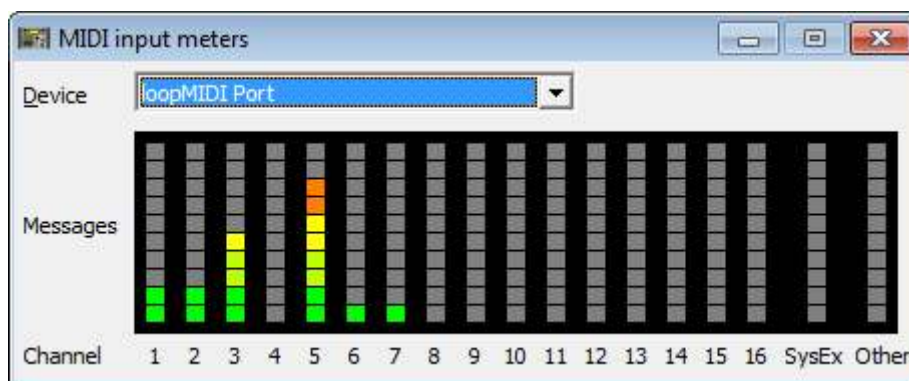 MIDI input meters
Device loopMIDI Port
Messages
Channel 1 2 3 4 5 6 7 8 9 10 11 12 13 14 15 16 SysEx Other